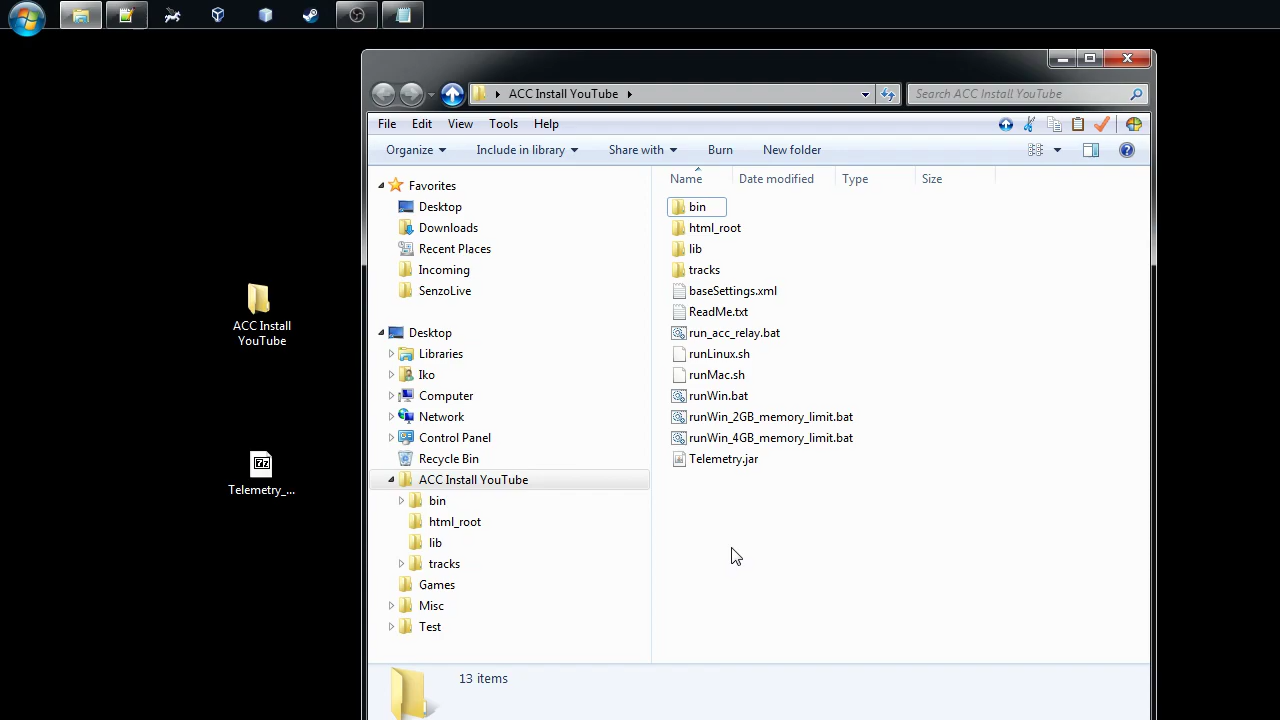 ACC Install YouTube
Search ACC Install YouTube
File Edit View Tools Help
Organize Include in library Share with Burn New folder
Favorites
Desktop
Downloads
Recent Places
Incoming
SenzoLive
Desktop
Libraries
Iko
Computer
Network
Control Panel
Recycle Bin
ACC Install YouTube
bin
html_root
lib
tracks
Games
Misc
Test
Name Date modified Type Size
bin
html_root
lib
tracks
baseSettings.xml
ReadMe.txt
run_acc_relay.bat
runLinux.sh
runMac.sh
runWin.bat
runWin_2GB_memory_limit.bat
runWin_4GB_memory_limit.bat
Telemetry.jar
13 items
ACC Install
YouTube
7z
Telemetry_...